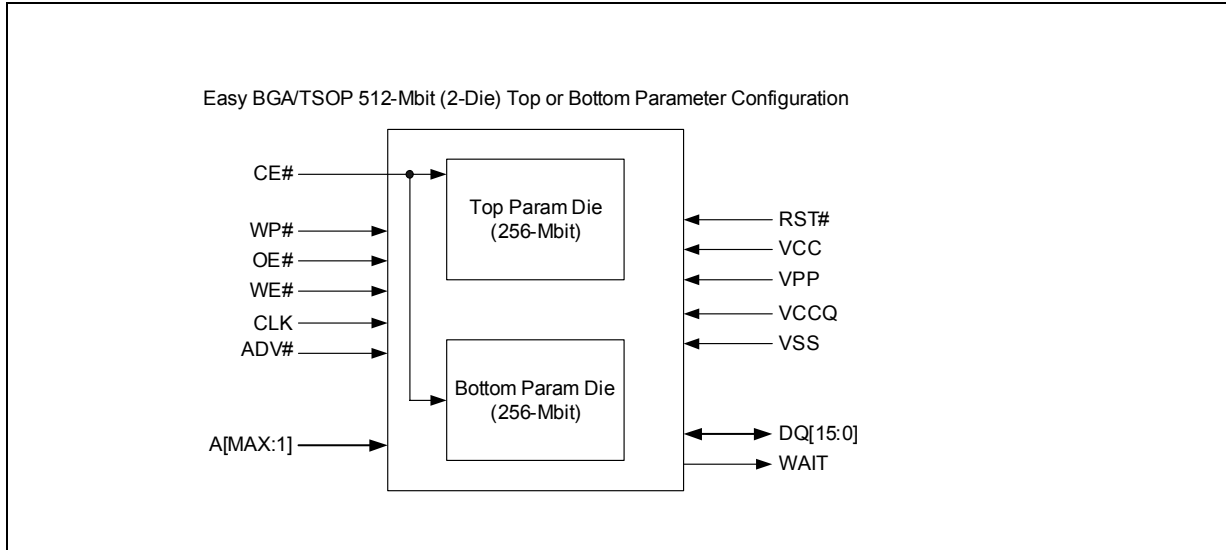 Easy BGA/TSOP 512-Mbit (2-Die) Top or Bottom Parameter Configuration
CE#
WP#
OE#
WE#
CLK
ADV#
A[MAX:1]
Top Param Die
(256-Mbit)
Bottom Param Die
(256-Mbit)
RST#
VCC
VPP
VCCQ
VSS
DQ[15:0]
WAIT